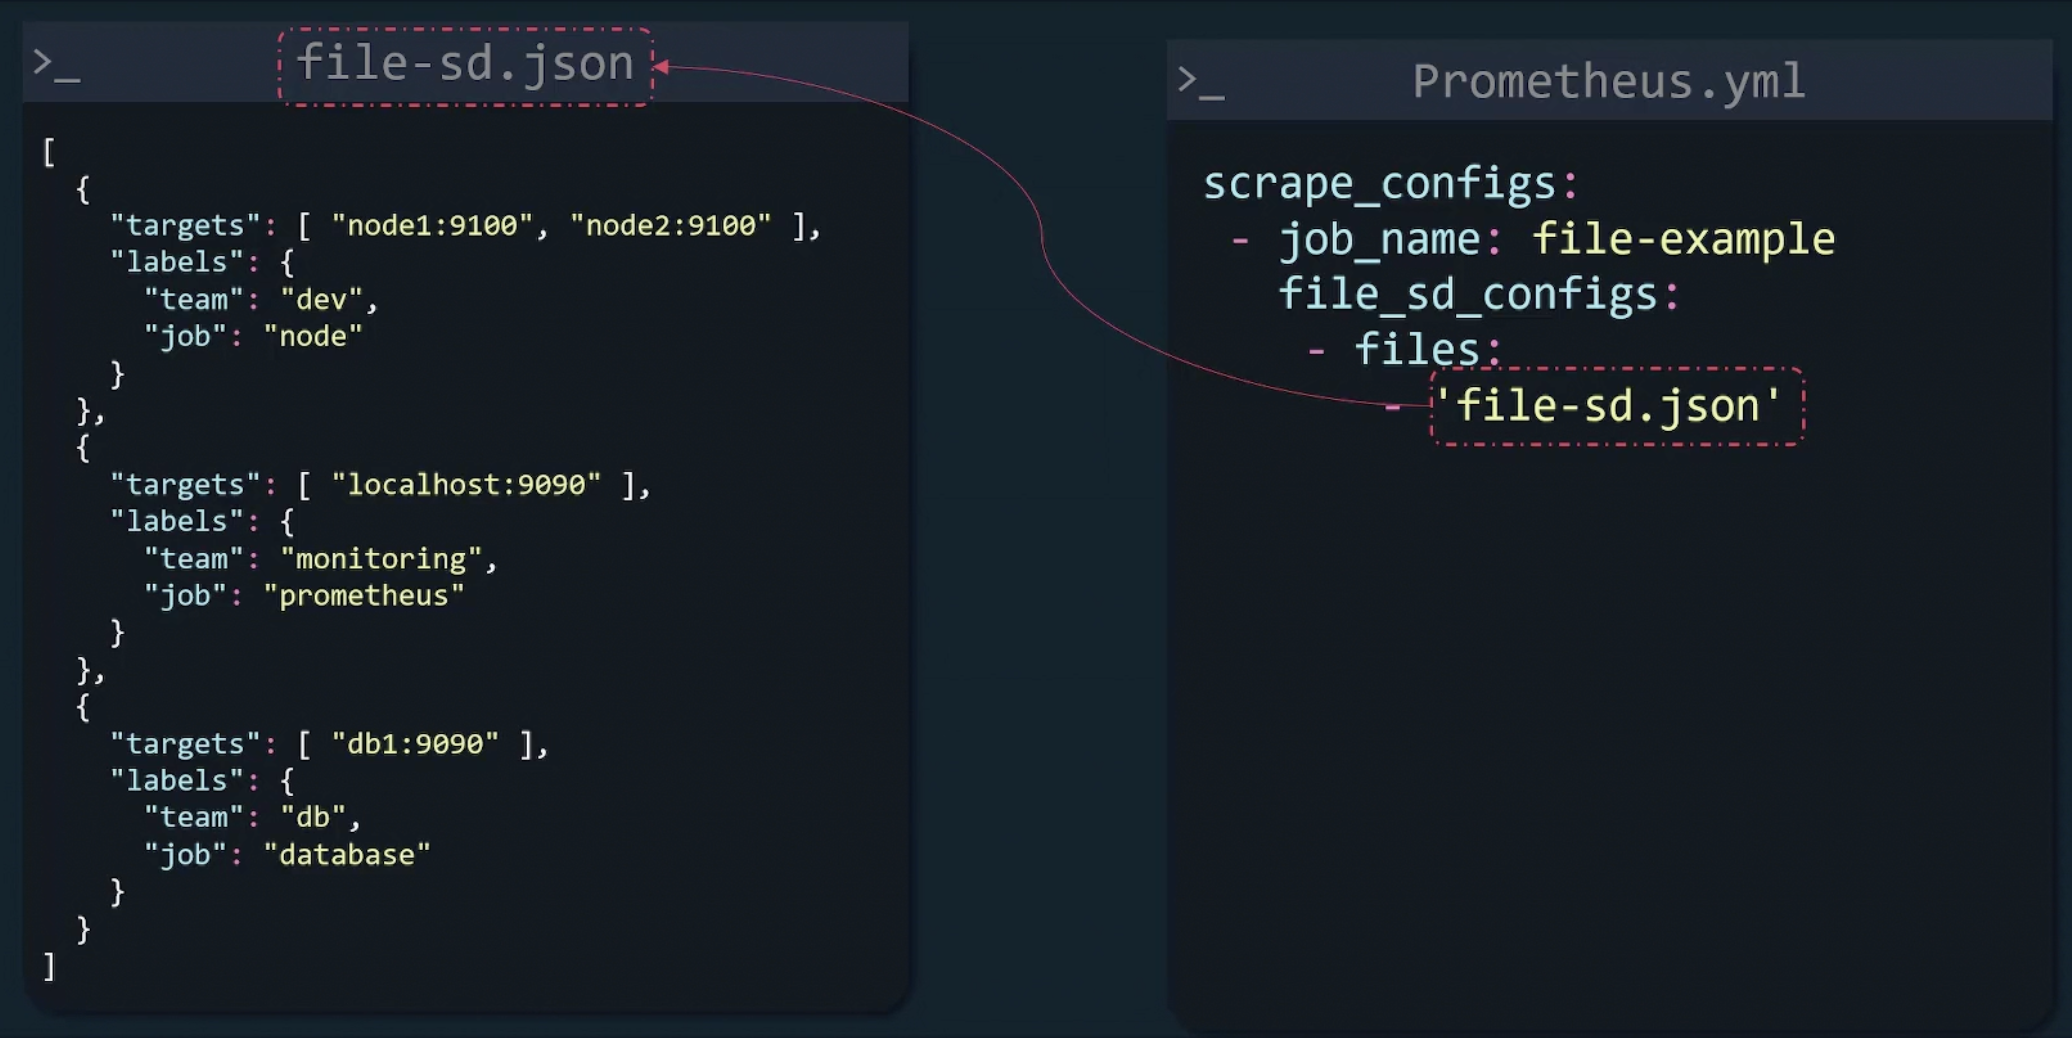 >_ file-sd.json
[
  {
    "targets": [ "node1:9100", "node2:9100" ],
    "labels": {
      "team": "dev",
      "job": "node"
    }
  },
  {
    "targets": [ "localhost:9090" ],
    "labels": {
      "team": "monitoring",
      "job": "prometheus"
    }
  },
  {
    "targets": [ "db1:9090" ],
    "labels": {
      "team": "db",
      "job": "database"
    }
  }
]
>_ Prometheus.yml
scrape_configs:
  - job_name: file-example
    file_sd_configs:
      - files:
          - 'file-sd.json'